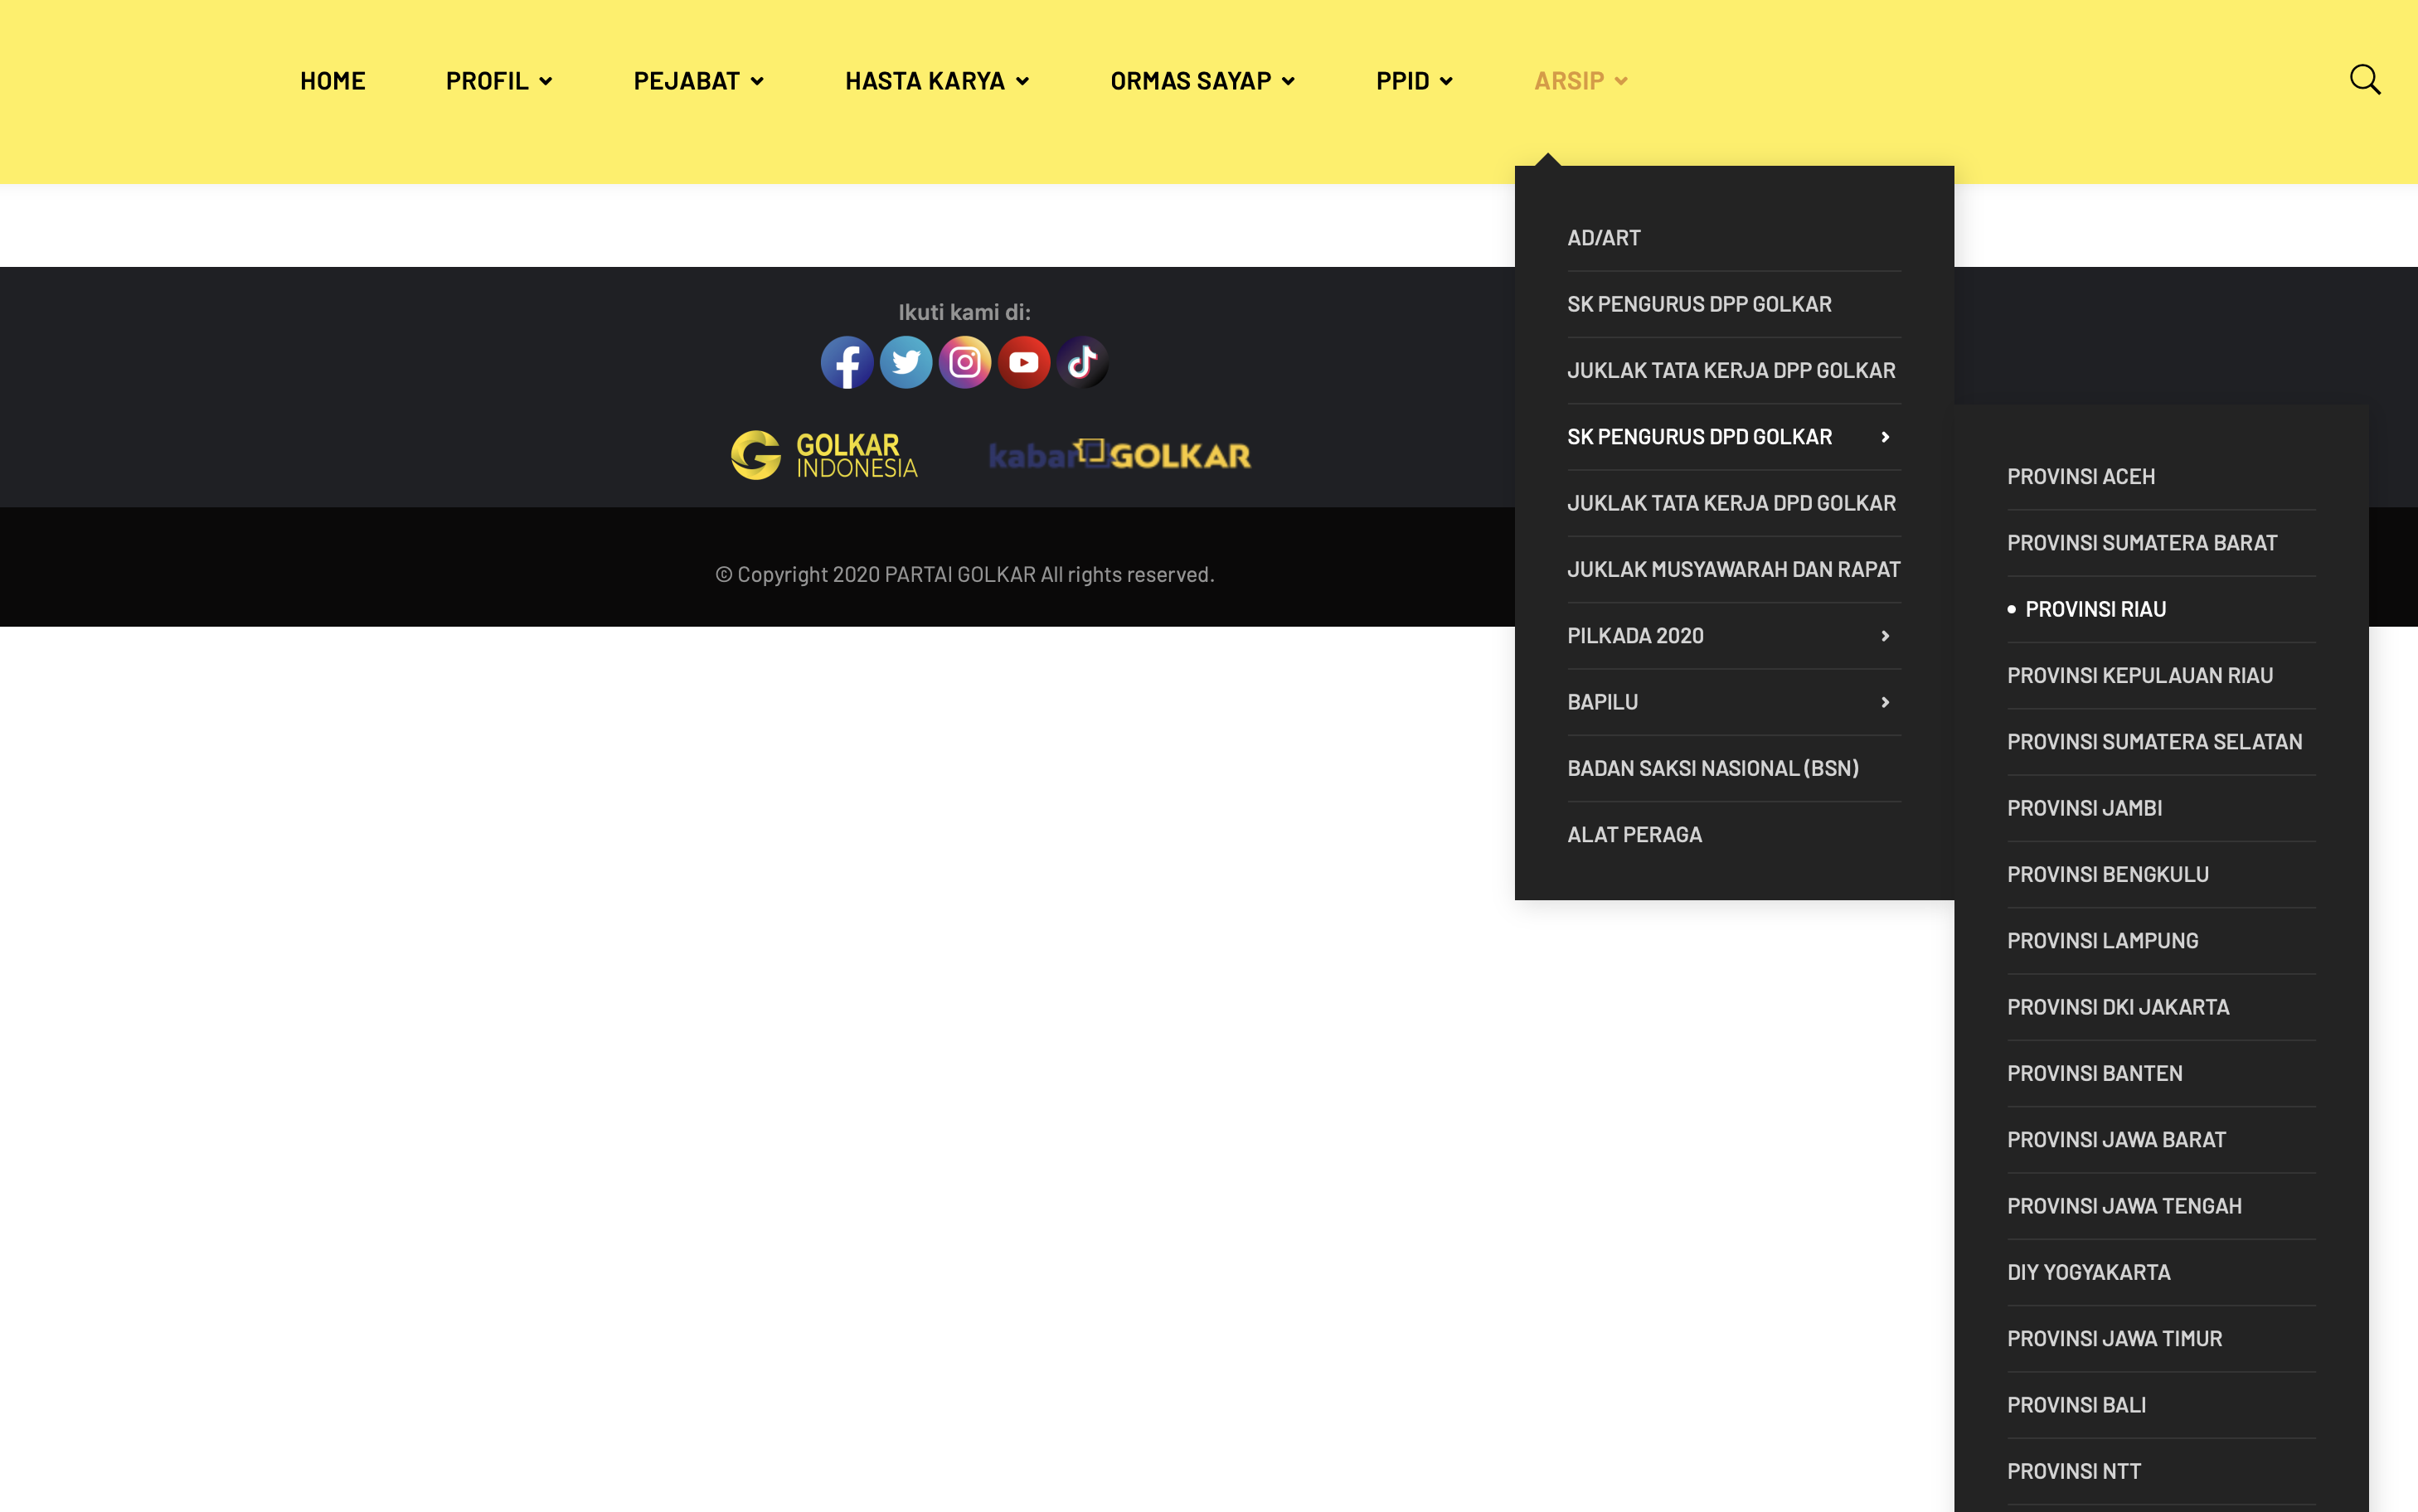 HOME
PROFIL
PEJABAT
HASTA KARYA
ORMAS SAYAP
PPID
ARSIP
AD/ART
SK PENGURUS DPP GOLKAR
JUKLAK TATA KERJA DPP GOLKAR
SK PENGURUS DPD GOLKAR
JUKLAK TATA KERJA DPD GOLKAR
JUKLAK MUSYAWARAH DAN RAPAT
PILKADA 2020
BAPILU
BADAN SAKSI NASIONAL (BSN)
ALAT PERAGA
PROVINSI ACEH
PROVINSI SUMATERA BARAT
PROVINSI RIAU
PROVINSI KEPULAUAN RIAU
PROVINSI SUMATERA SELATAN
PROVINSI JAMBI
PROVINSI BENGKULU
PROVINSI LAMPUNG
PROVINSI DKI JAKARTA
PROVINSI BANTEN
PROVINSI JAWA BARAT
PROVINSI JAWA TENGAH
DIY YOGYAKARTA
PROVINSI JAWA TIMUR
PROVINSI BALI
PROVINSI NTT
Ikuti kami di:
GOLKAR
INDONESIA
kabar GOLKAR
© Copyright 2020 PARTAI GOLKAR All rights reserved.